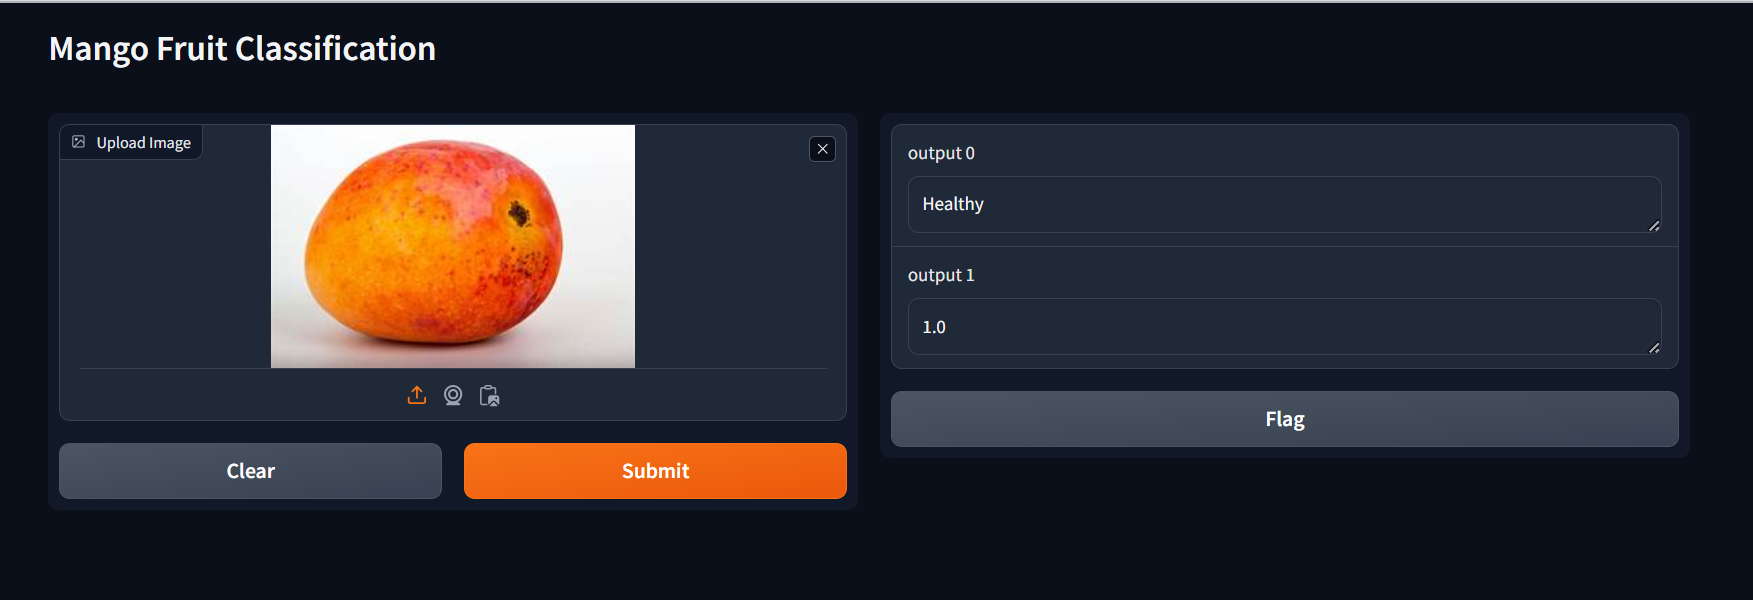 Mango Fruit Classification
Upload Image
Clear
Submit
output 0
Healthy
output 1
1.0
Flag